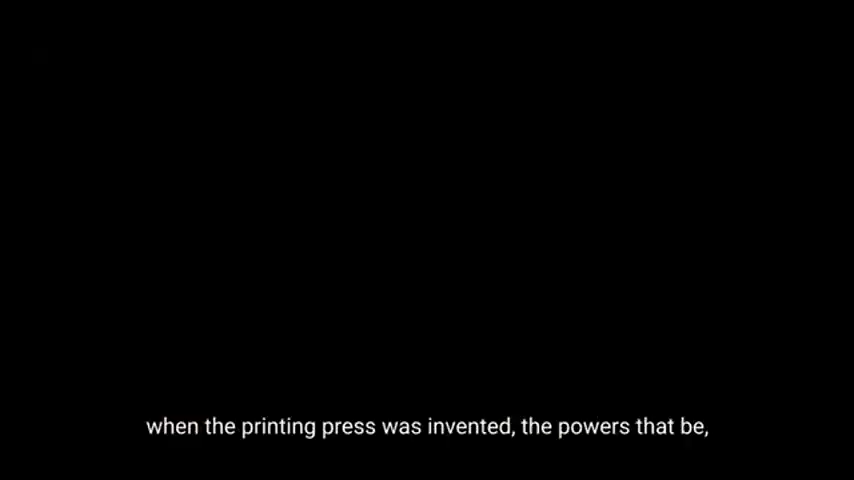 when the printing press was invented, the powers that be,